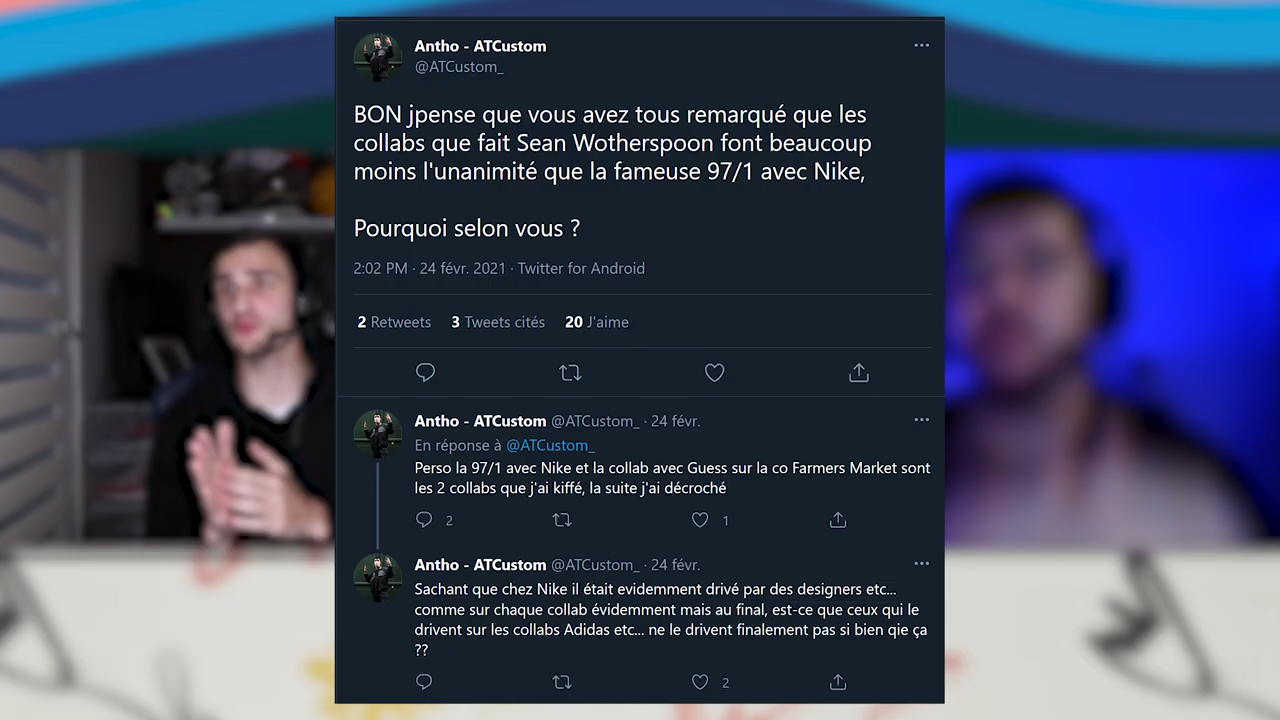 Antho - ATCustom
@ATCustom_
BON jpense que vous avez tous remarqué que les
collabs que fait Sean Wotherspoon font beaucoup
moins l'unanimité que la fameuse 97/1 avec Nike,
Pourquoi selon vous ?
2:02 PM · 24 févr. 2021 · Twitter for Android
2 Retweets 3 Tweets cités 20 J'aime
Antho - ATCustom @ATCustom_ · 24 févr.
En réponse à @ATCustom_
Perso la 97/1 avec Nike et la collab avec Guess sur la co Farmers Market sont
les 2 collabs que j'ai kiffé, la suite j'ai décroché
2 1
Antho - ATCustom @ATCustom_ · 24 févr.
Sachant que chez Nike il était evidemment drivé par des designers etc...
comme sur chaque collab évidemment mais au final, est-ce que ceux qui le
drivent sur les collabs Adidas etc... ne le drivent finalement pas si bien qie ça
??
2